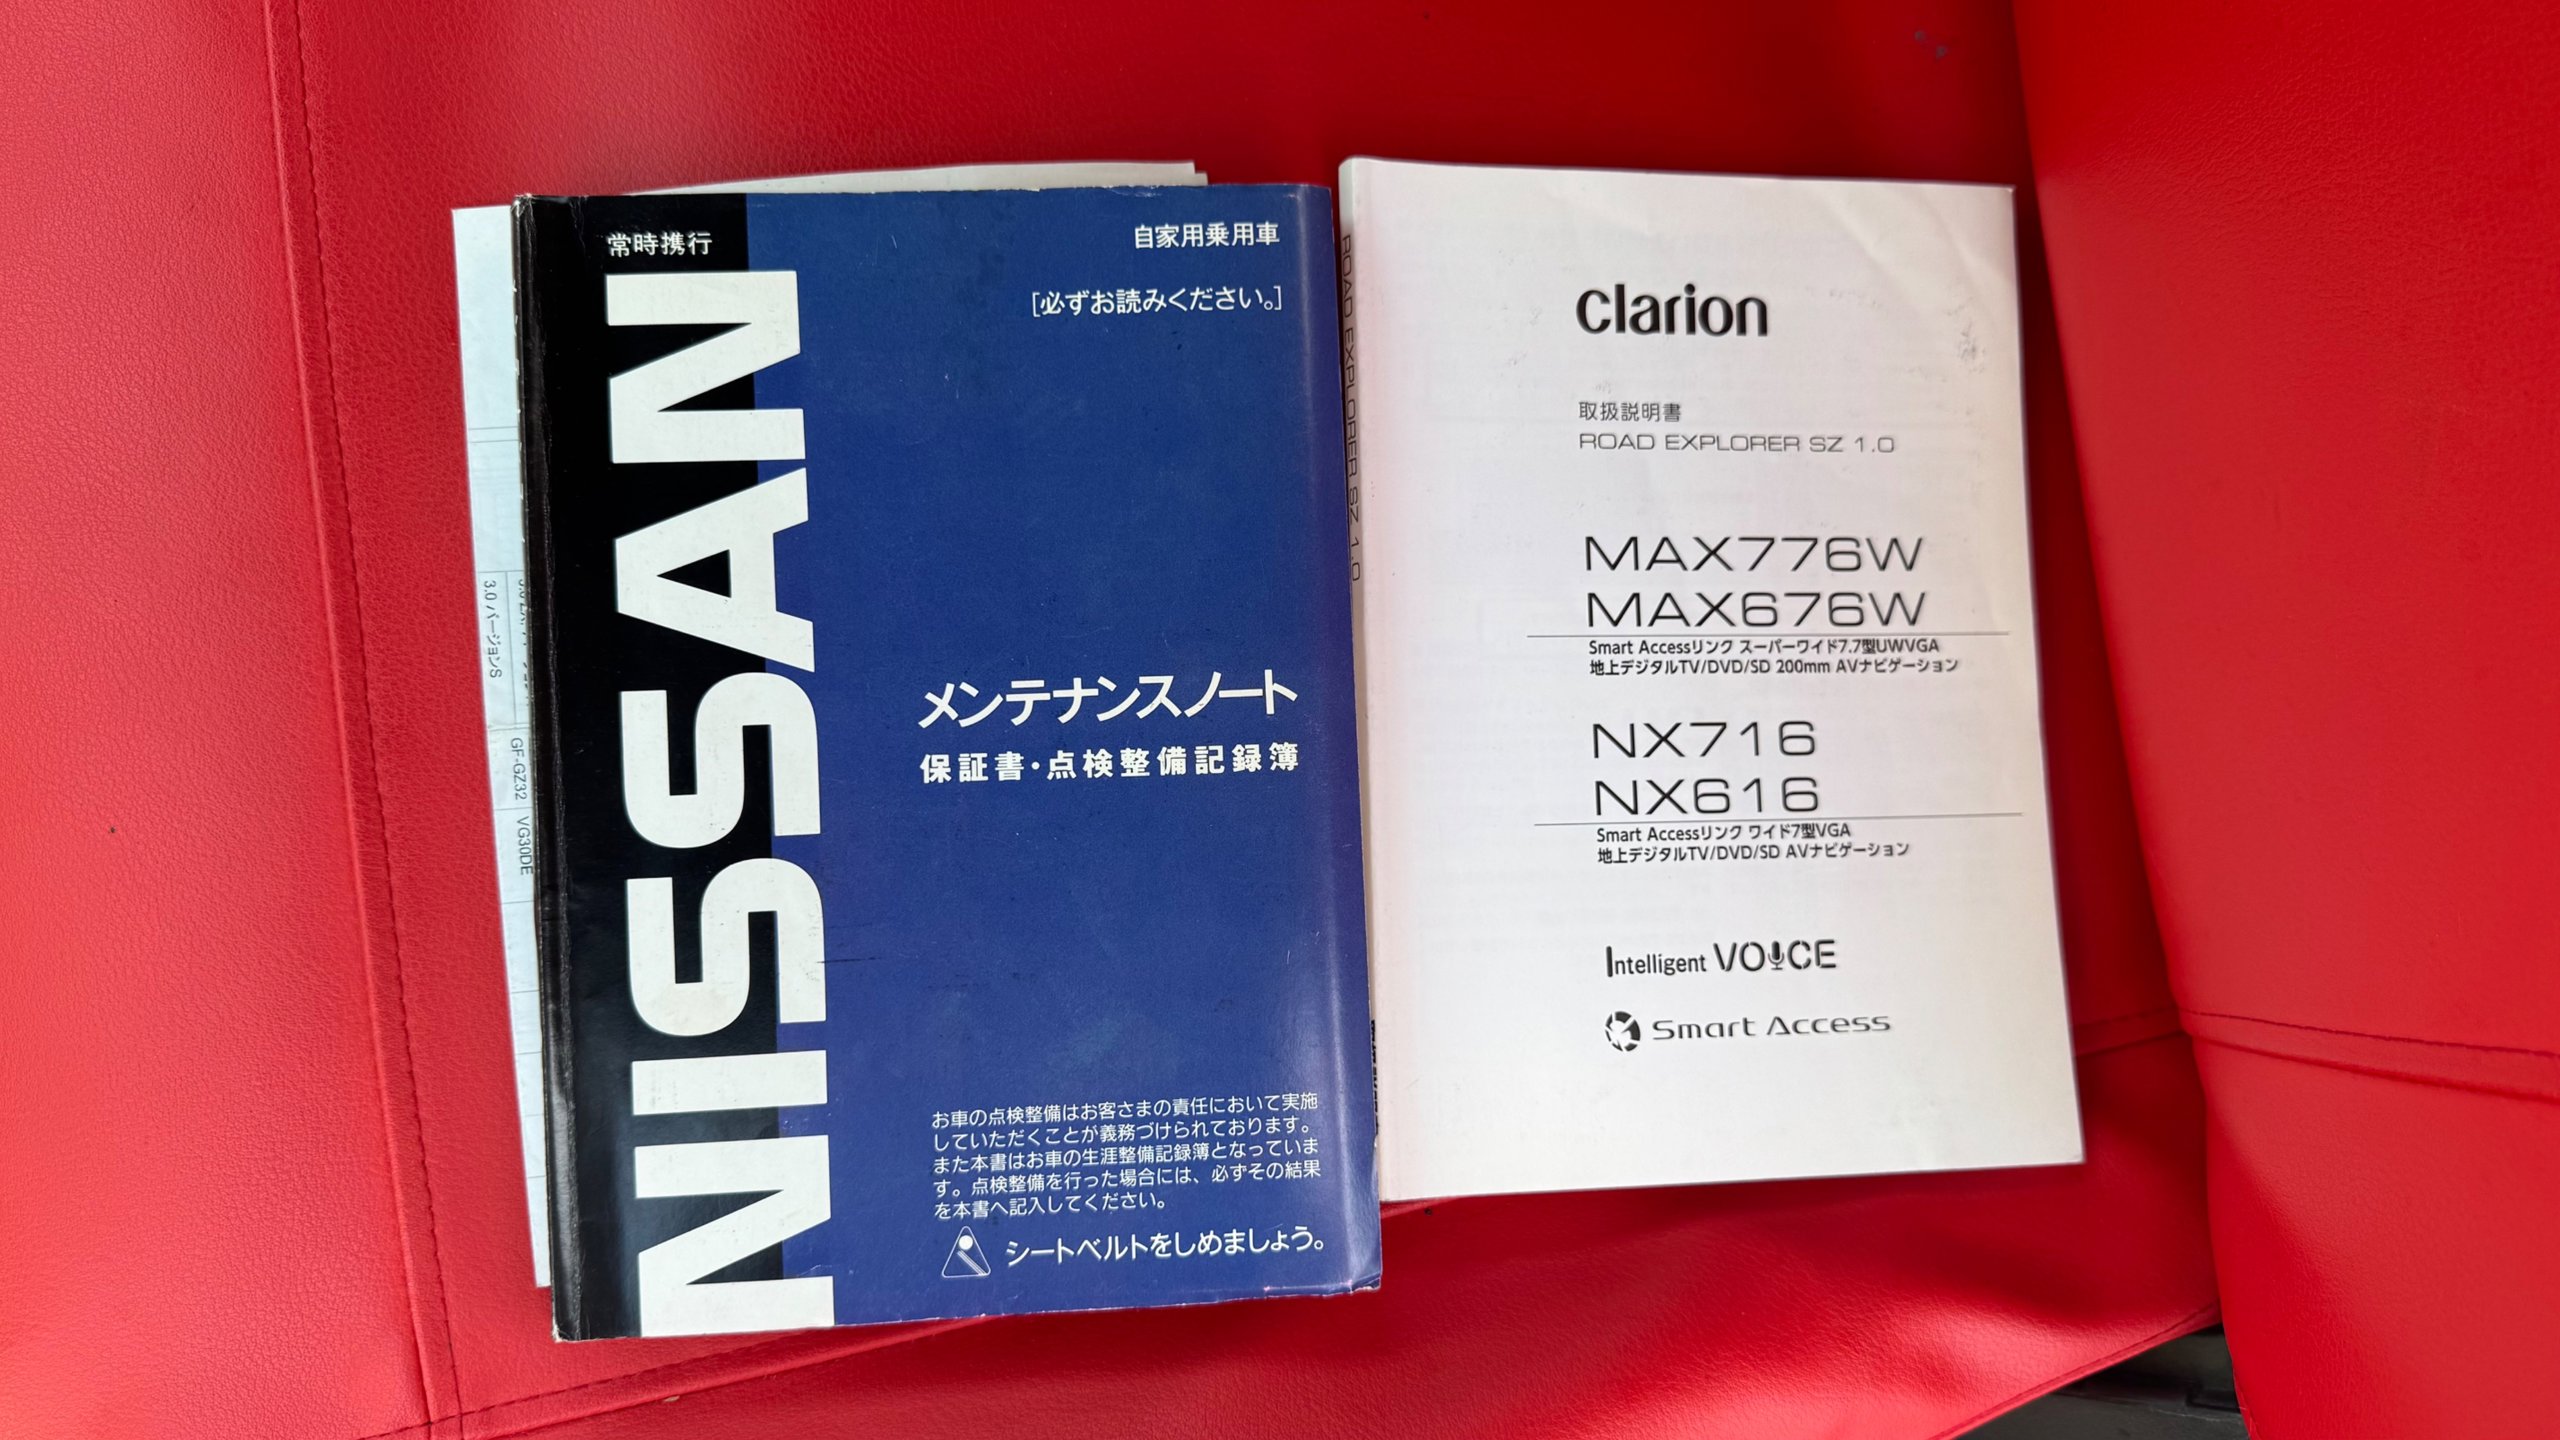 常時携行
自家用乗用車
[必ずお読みください。]
NISSAN
メンテナンスノート
保証書・点検整備記録簿
お車の点検整備はお客さまの責任において実施
していただくことが義務づけられております。
また本書はお車の生涯整備記録簿となっていま
す。点検整備を行った場合には、必ずその結果
を本書へ記入してください。
シートベルトをしめましょう。
3.0 バージョンS
GF-GZ32
VG30DE
ROAD EXPLORER SZ 1.0
Clarion
取扱説明書
ROAD EXPLORER SZ 1.0
MAX776W
MAX676W
Smart Accessリンク スーパーワイド7.7型UWVGA
地上デジタルTV/DVD/SD 200mm AVナビゲーション
NX716
NX616
Smart Accessリンク ワイド7型VGA
地上デジタルTV/DVD/SD AVナビゲーション
Intelligent VOICE
Smart Access